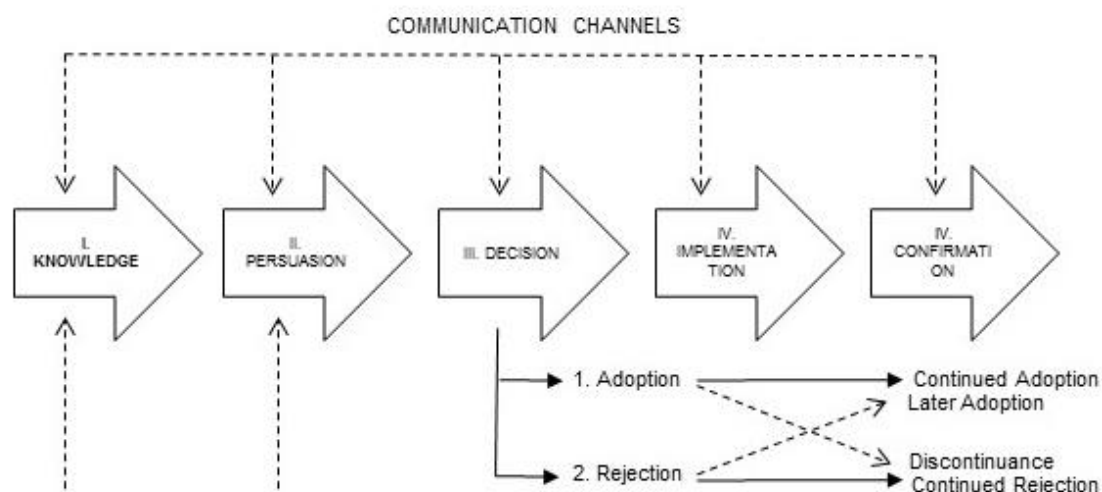 COMMUNICATION CHANNELS
I.
KNOWLEDGE
II.
PERSUASION
III. DECISION
IV.
IMPLEMENTA
TION
IV.
CONFIRMATI
ON
1. Adoption
Continued Adoption
Later Adoption
2. Rejection
Discontinuance
Continued Rejection